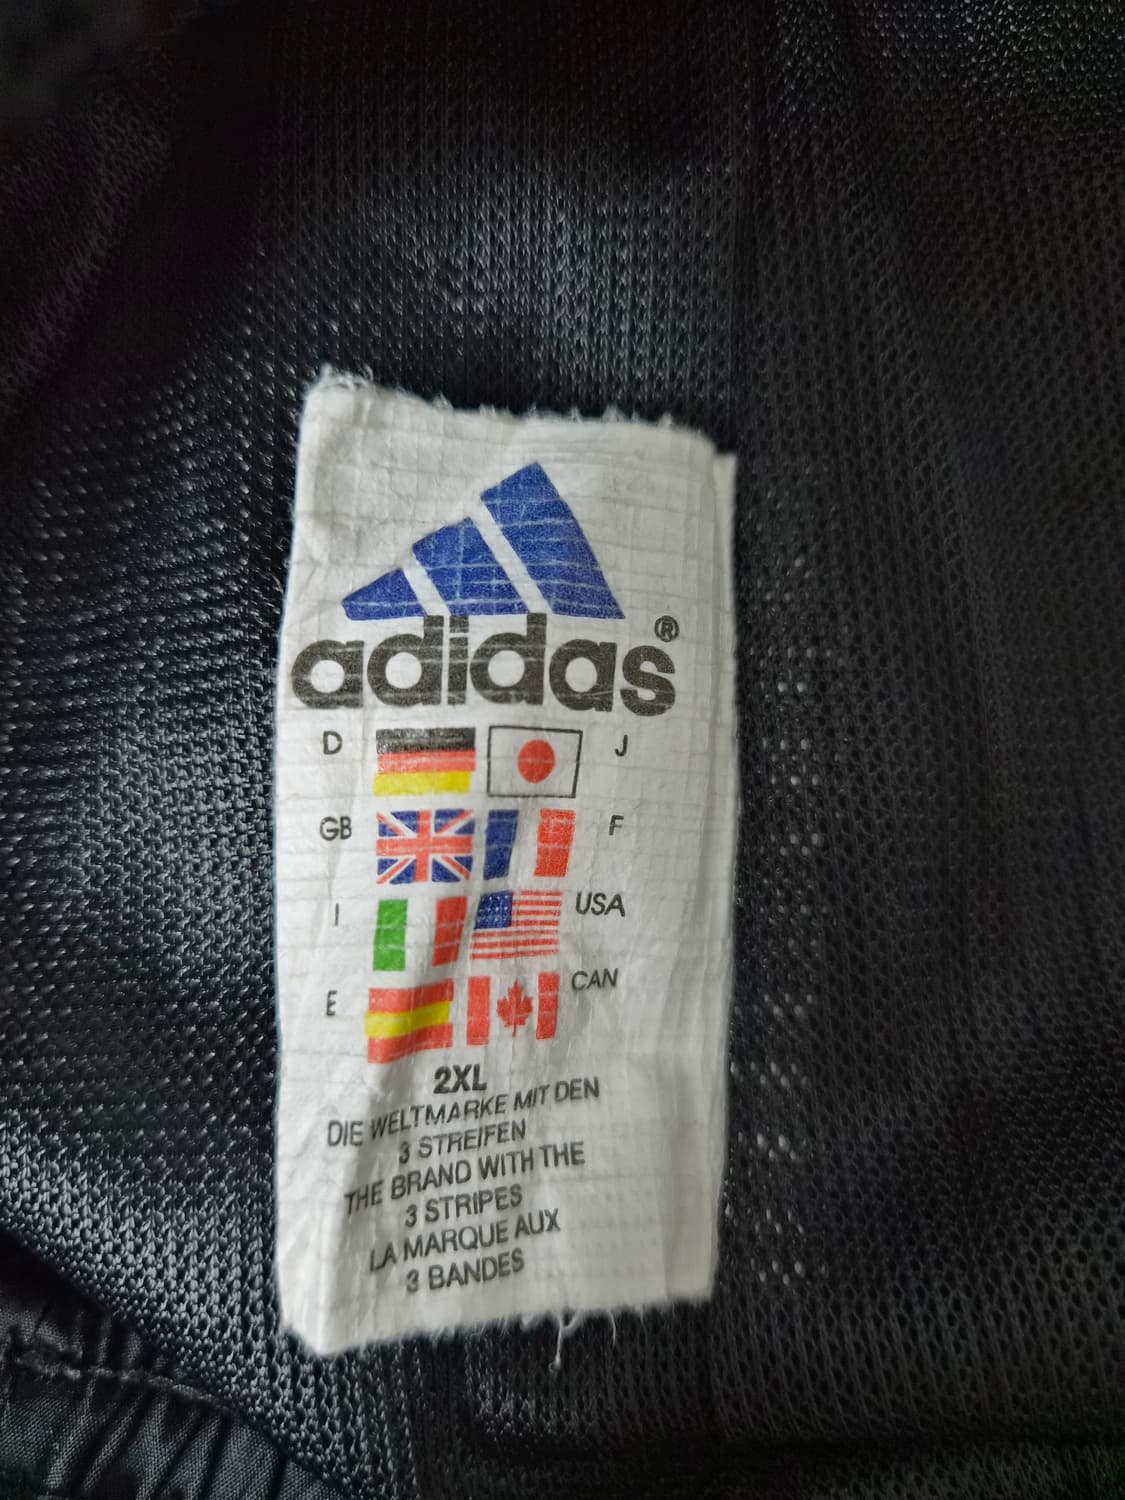 adidas®
D J
GB F
I USA
E CAN
2XL
DIE WELTMARKE MIT DEN
3 STREIFEN
THE BRAND WITH THE
3 STRIPES
LA MARQUE AUX
3 BANDES